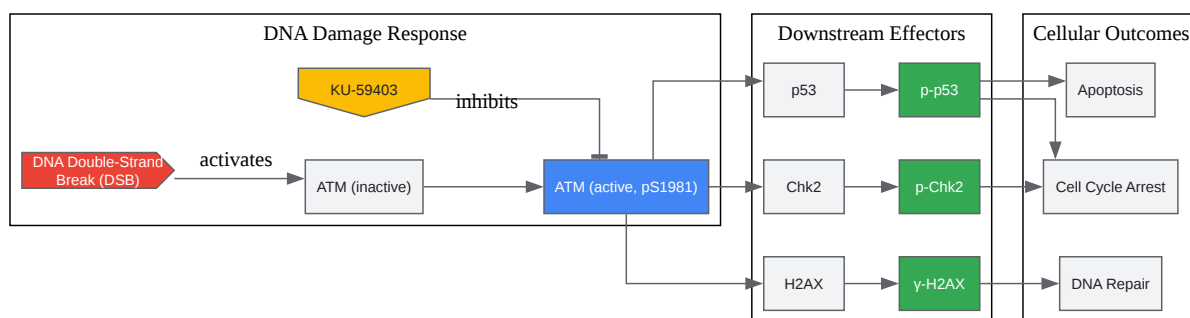 DNA Damage Response
Downstream Effectors
Cellular Outcomes
KU-59403
inhibits
p53
p-p53
Apoptosis
DNA Double-Strand
Break (DSB)
activates
ATM (inactive)
ATM (active, pS1981)
Chk2
p-Chk2
Cell Cycle Arrest
H2AX
γ-H2AX
DNA Repair